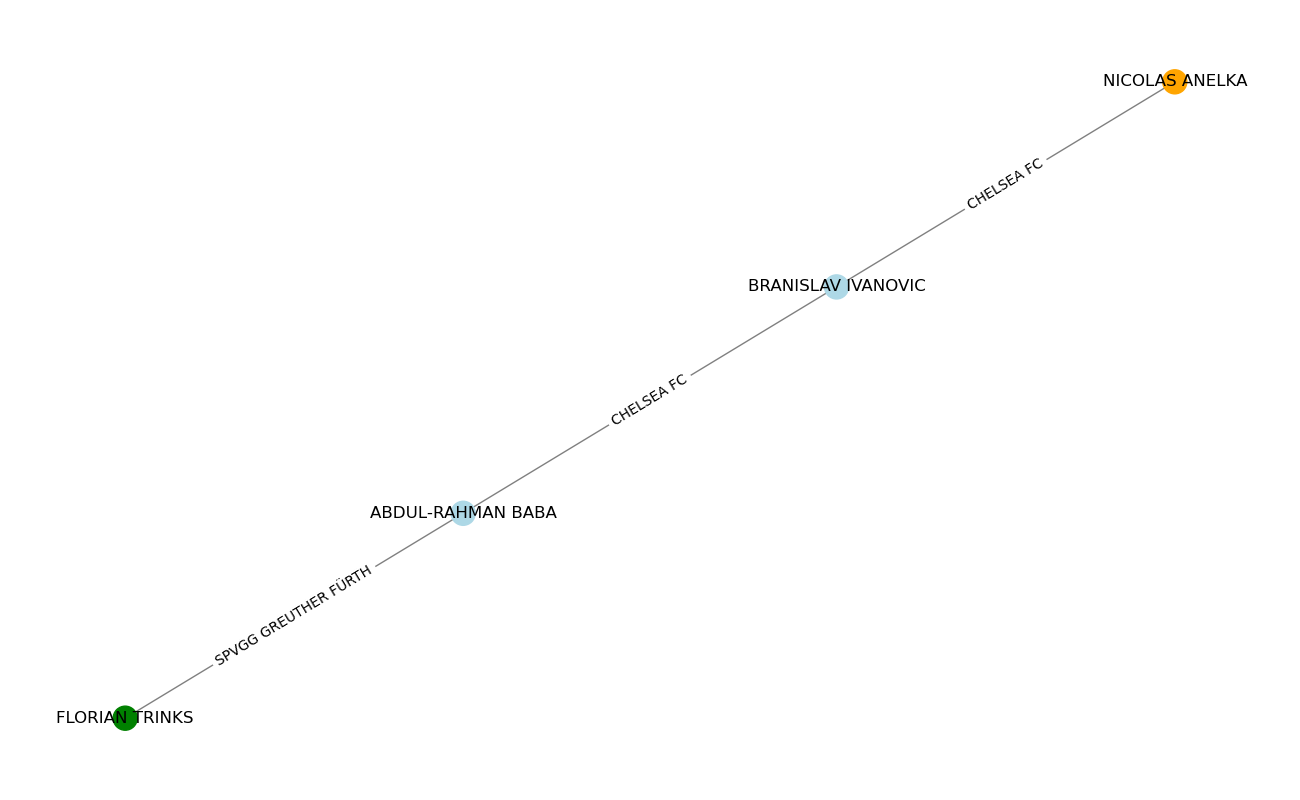 NICOLAS ANELKA
CHELSEA FC
BRANISLAV IVANOVIC
CHELSEA FC
ABDUL-RAHMAN BABA
SPVGG GREUTHER FÜRTH
FLORIAN TRINKS